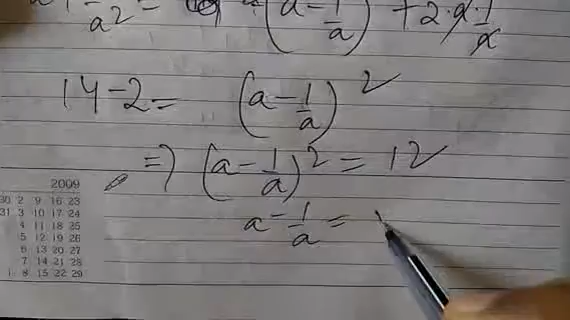 a² + 1/a² = (a - 1/a)² + 2·a·1/a
14 - 2 = (a - 1/a)²
⇒ (a - 1/a)² = 12
a - 1/a =
2009
30 2 9 16 23
31 3 10 17 24
4 11 18 25
5 12 19 26
6 13 20 27
7 14 21 28
1 8 15 22 29